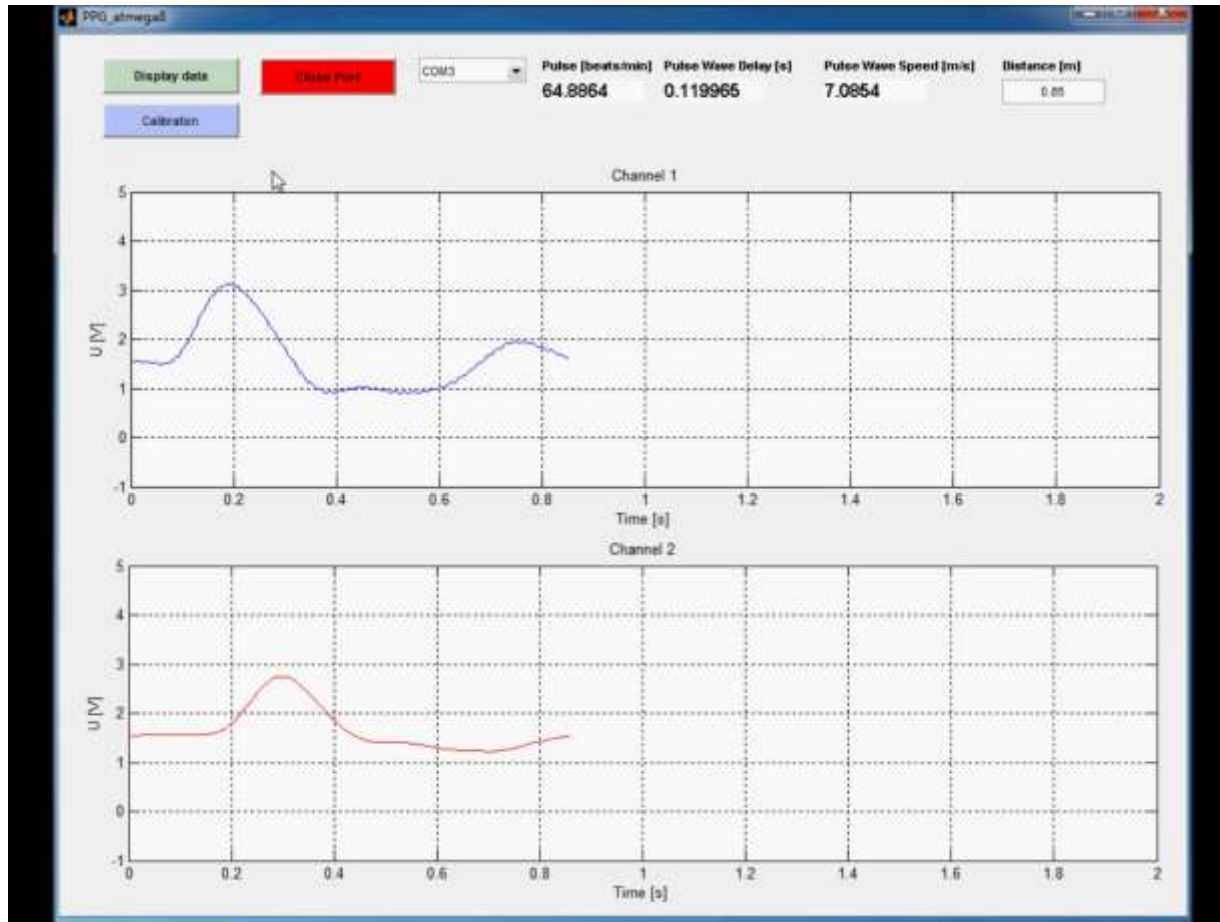 PPG_atmega8
Display data
Close Port
COM3
Pulse [beats/min]
Pulse Wave Delay [s]
Pulse Wave Speed [m/s]
Distance [m]
64.8864
0.119965
7.0854
0.85
Calibration
Channel 1
5
4
3
2
1
0
-1
U [V]
0
0.2
0.4
0.6
0.8
1
1.2
1.4
1.6
1.8
2
Time [s]
Channel 2
5
4
3
2
1
0
-1
U [V]
0
0.2
0.4
0.6
0.8
1
1.2
1.4
1.6
1.8
2
Time [s]